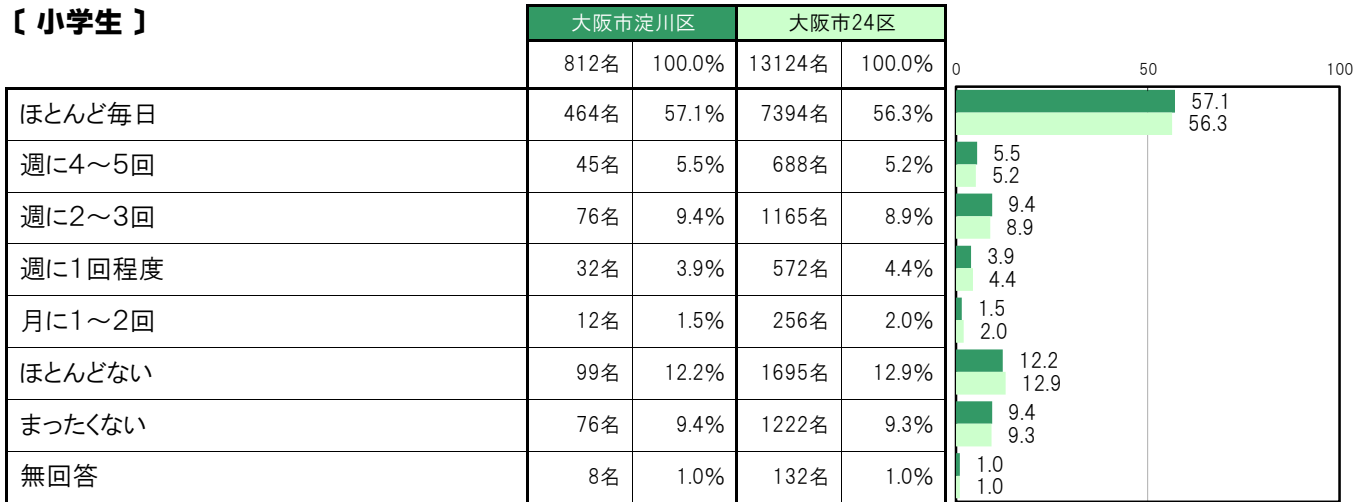 〔 小学生 〕
大阪市淀川区 大阪市24区
812名 100.0% 13124名 100.0%
0 50 100
ほとんど毎日 464名 57.1% 7394名 56.3% 57.1
56.3
週に4～5回 45名 5.5% 688名 5.2% 5.5
5.2
週に2～3回 76名 9.4% 1165名 8.9% 9.4
8.9
週に1回程度 32名 3.9% 572名 4.4% 3.9
4.4
月に1～2回 12名 1.5% 256名 2.0% 1.5
2.0
ほとんどない 99名 12.2% 1695名 12.9% 12.2
12.9
まったくない 76名 9.4% 1222名 9.3% 9.4
9.3
無回答 8名 1.0% 132名 1.0% 1.0
1.0